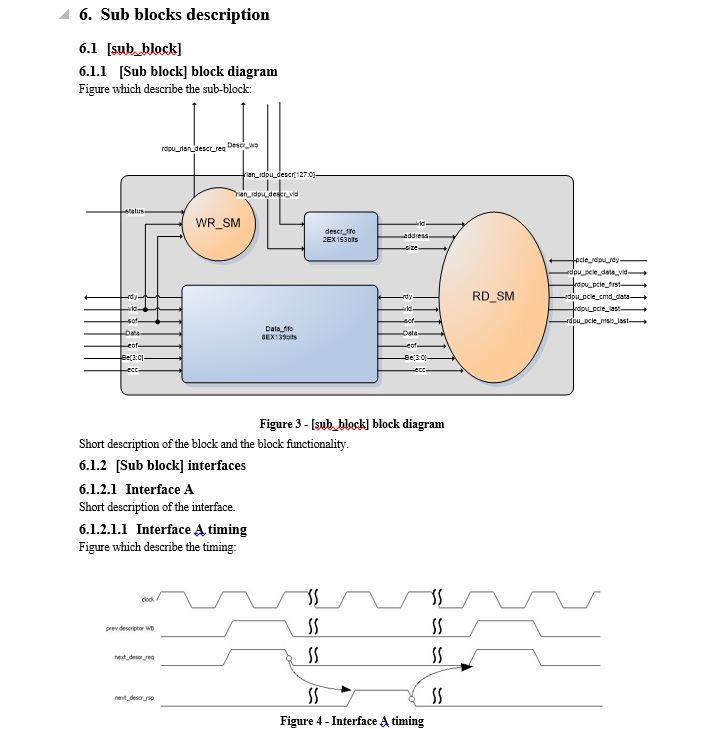 6. Sub blocks description
6.1 [sub_block]
6.1.1 [Sub block] block diagram
Figure which describe the sub-block:
rdpu_rlan_descr_req
Descr_wb
rlan_rdpu_descr[127:0]
rlan_rdpu_descr_vld
status
WR_SM
descr_fifo
2EX153bits
vld
address
size
RD_SM
pcie_rdpu_rdy
rdpu_pcie_data_vld
rdpu_pcie_first
rdpu_pcie_cmd_data
rdpu_pcie_last
rdpu_pcie_msb_last
rdy
vld
sof
Data
eof
Be[3:0]
ecc
Data_fifo
8EX139bits
rdy
vld
sof
Data
eof
Be[3:0]
ecc
Figure 3 - [sub_block] block diagram
Short description of the block and the block functionality.
6.1.2 [Sub block] interfaces
6.1.2.1 Interface A
Short description of the interface.
6.1.2.1.1 Interface A timing
Figure which describe the timing:
clock
prev descriptor WB
next_descr_req
next_descr_rsp
Figure 4 - Interface A timing